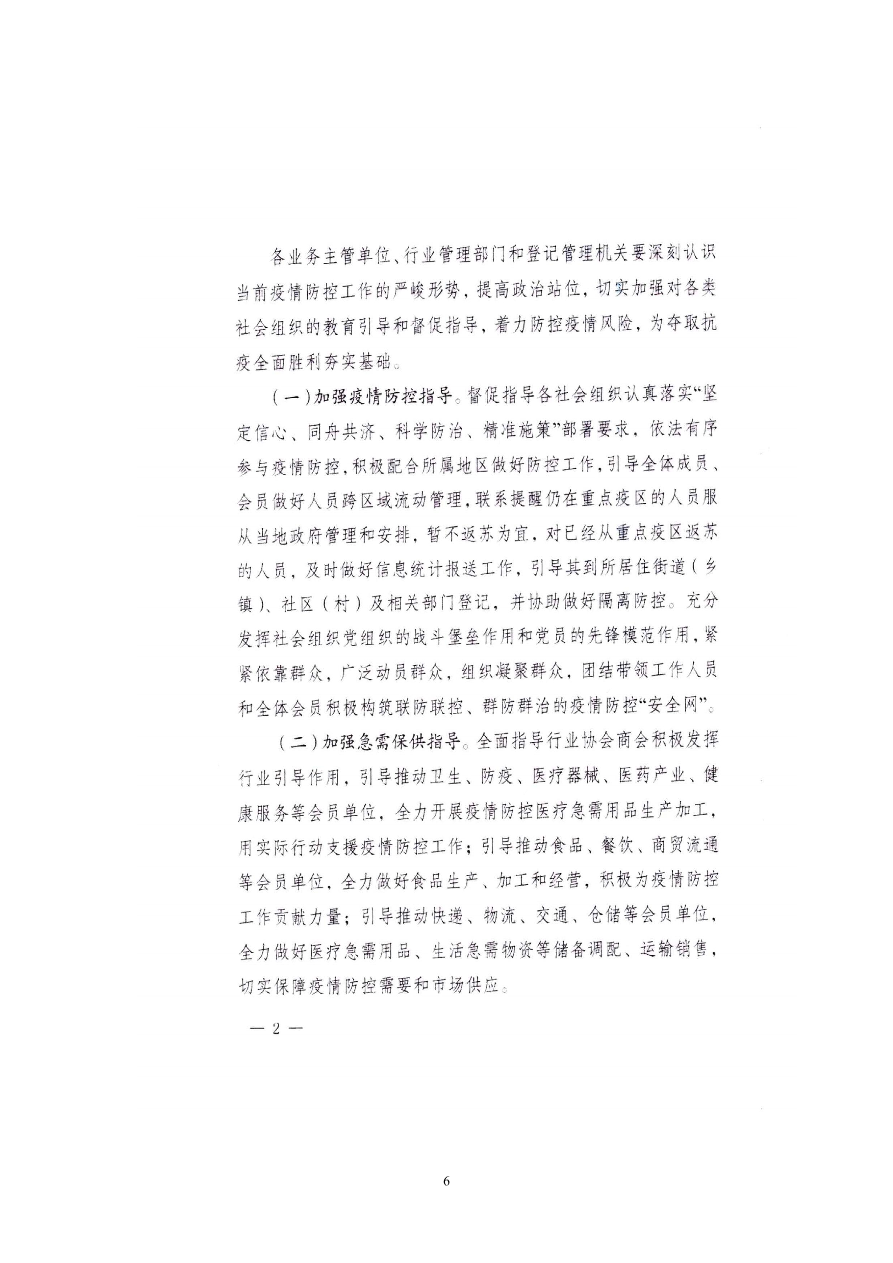 各业务主管单位、行业管理部门和登记管理机关要深刻认识
当前疫情防控工作的严峻形势，提高政治站位，切实加强对各类
社会组织的教育引导和督促指导，着力防控疫情风险，为夺取抗
疫全面胜利夯实基础。
（一）加强疫情防控指导。督促指导各社会组织认真落实“坚
定信心、同舟共济、科学防治、精准施策”部署要求，依法有序
参与疫情防控，积极配合所属地区做好防控工作，引导全体成员、
会员做好人员跨区域流动管理，联系提醒仍在重点疫区的人员服
从当地政府管理和安排，暂不返苏为宜，对已经从重点疫区返苏
的人员，及时做好信息统计报送工作，引导其到所居住街道（乡
镇）、社区（村）及相关部门登记，并协助做好隔离防控。充分
发挥社会组织党组织的战斗堡垒作用和党员的先锋模范作用，紧
紧依靠群众，广泛动员群众，组织凝聚群众，团结带领工作人员
和全体会员积极构筑联防联控、群防群治的疫情防控“安全网”。
（二）加强急需保供指导。全面指导行业协会商会积极发挥
行业引导作用，引导推动卫生、防疫、医疗器械、医药产业、健
康服务等会员单位，全力开展疫情防控医疗急需用品生产加工，
用实际行动支援疫情防控工作；引导推动食品、餐饮、商贸流通
等会员单位，全力做好食品生产、加工和经营，积极为疫情防控
工作贡献力量；引导推动快递、物流、交通、仓储等会员单位，
全力做好医疗急需用品、生活急需物资等储备调配、运输销售，
切实保障疫情防控需要和市场供应。
— 2 —
6